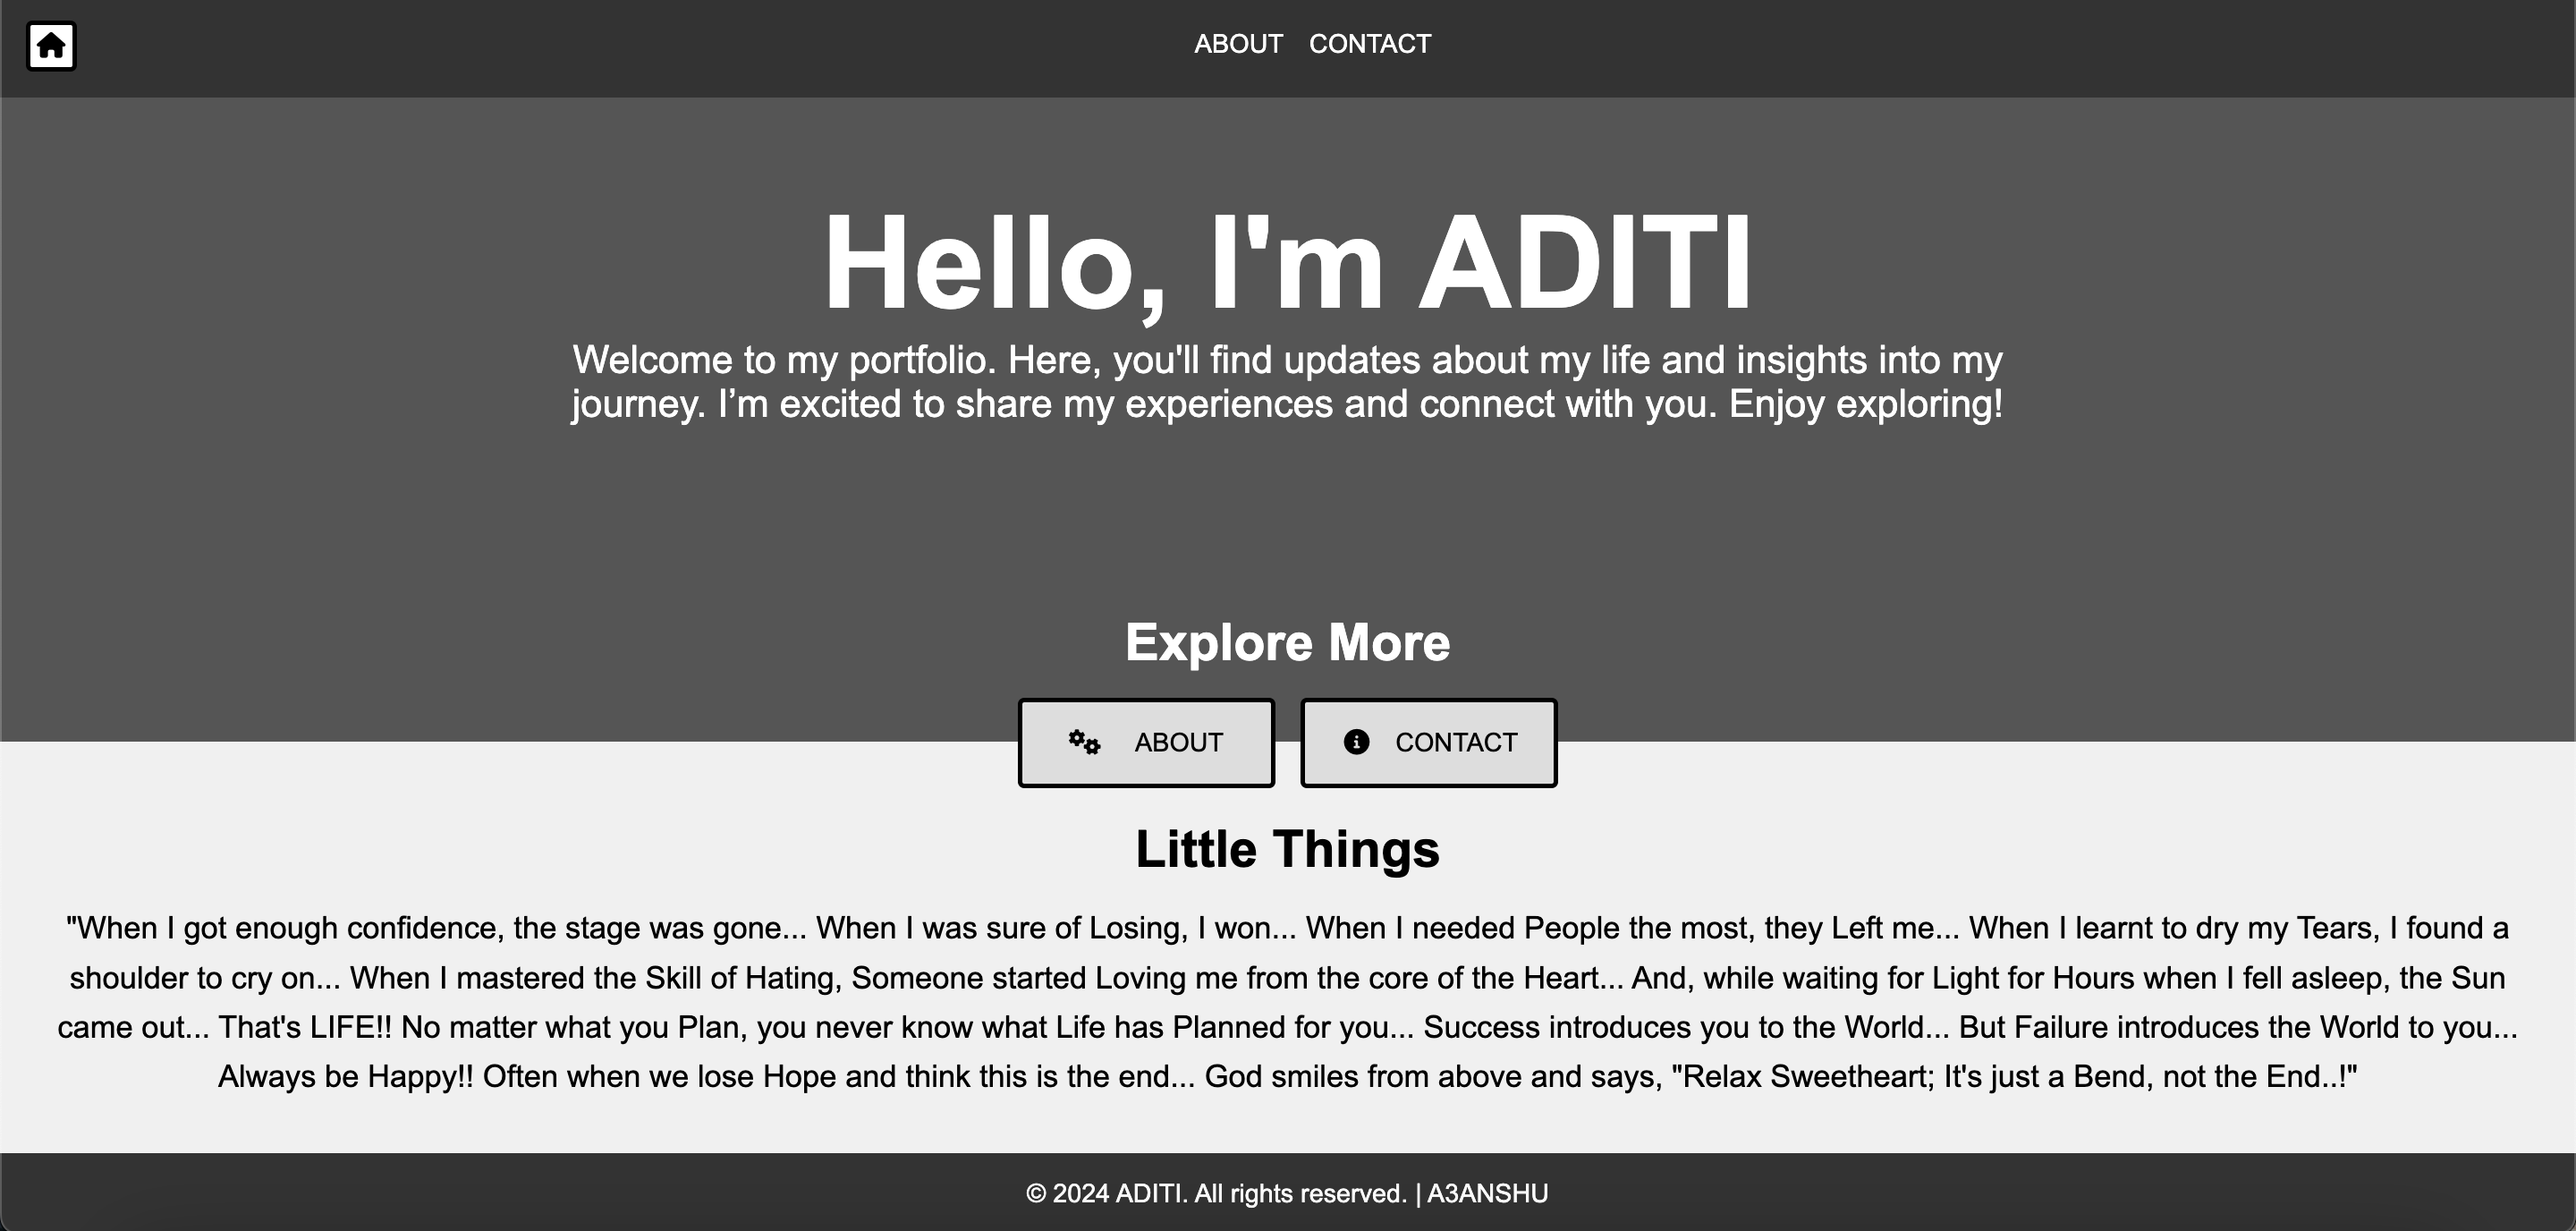 ABOUT CONTACT
Hello, I'm ADITI
Welcome to my portfolio. Here, you'll find updates about my life and insights into my
journey. I’m excited to share my experiences and connect with you. Enjoy exploring!
Explore More
ABOUT CONTACT
Little Things
"When I got enough confidence, the stage was gone... When I was sure of Losing, I won... When I needed People the most, they Left me... When I learnt to dry my Tears, I found a
shoulder to cry on... When I mastered the Skill of Hating, Someone started Loving me from the core of the Heart... And, while waiting for Light for Hours when I fell asleep, the Sun
came out... That's LIFE!! No matter what you Plan, you never know what Life has Planned for you... Success introduces you to the World... But Failure introduces the World to you...
Always be Happy!! Often when we lose Hope and think this is the end... God smiles from above and says, "Relax Sweetheart; It's just a Bend, not the End..!"
© 2024 ADITI. All rights reserved. | A3ANSHU